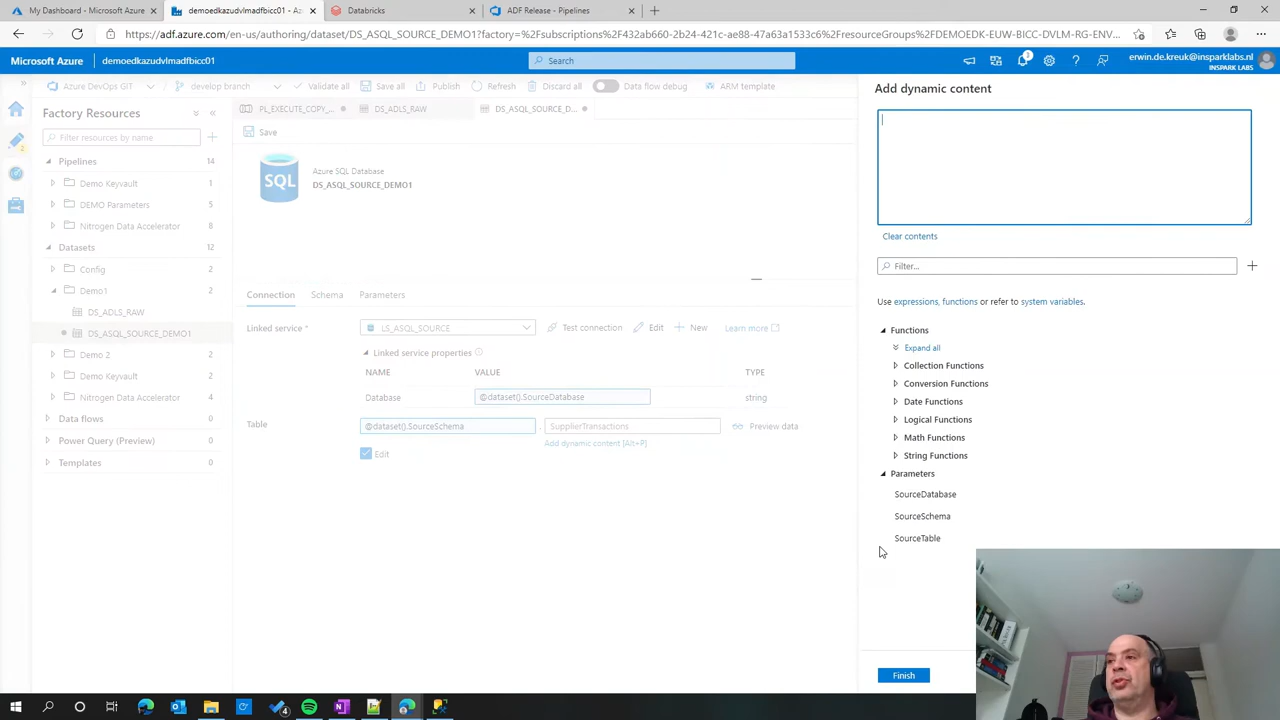 My Dashboard - Microsoft Azure
demoedkazudvlmadfbicc01 - Az
Databricks
ADF Release - Pipelines
https://adf.azure.com/en-us/authoring/dataset/DS_ASQL_SOURCE_DEMO1?factory=%2Fsubscriptions%2F432ab660-2b24-421c-ae88-47a63a1533c6%2FresourceGroups%2FDEMOEDK-EUW-BICC-DVLM-RG-ENV...
Microsoft Azure
demoedkazudvlmadfbicc01
Search
erwin.de.kreuk@insparklabs.nl
INSPARK LABS
Azure DevOps GIT
develop branch
Validate all
Save all
Publish
Refresh
Discard all
Data flow debug
ARM template
Add dynamic content
Factory Resources
PL_EXECUTE_COPY_...
DS_ADLS_RAW
DS_ASQL_SOURCE_D...
Filter resources by name
Save
Pipelines 14
Azure SQL Database
DS_ASQL_SOURCE_DEMO1
SQL
Demo Keyvault 1
DEMO Parameters 5
Nitrogen Data Accelerator 8
Datasets 12
Config 2
Demo1 2
DS_ADLS_RAW
DS_ASQL_SOURCE_DEMO1
Demo 2 2
Demo Keyvault 2
Nitrogen Data Accelerator 4
Data flows 0
Power Query (Preview) 0
Templates 0
Connection
Schema
Parameters
Linked service *
LS_ASQL_SOURCE
Test connection
Edit
New
Learn more
Linked service properties
NAME
VALUE
TYPE
Database
@dataset().SourceDatabase
string
Table
@dataset().SourceSchema
.
SupplierTransactions
Preview data
Add dynamic content [Alt+P]
Edit
Clear contents
Filter...
Use expressions, functions or refer to system variables.
Functions
Expand all
Collection Functions
Conversion Functions
Date Functions
Logical Functions
Math Functions
String Functions
Parameters
SourceDatabase
SourceSchema
SourceTable
Finish